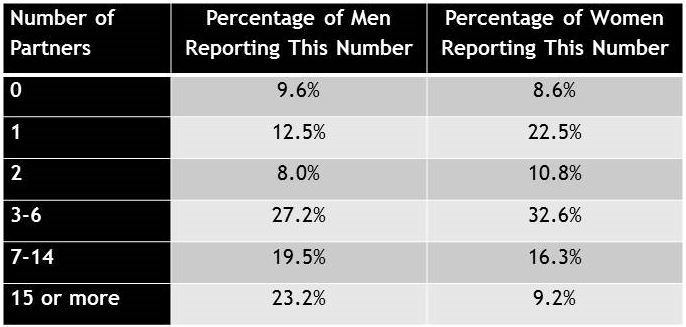 Number of Partners Percentage of Men Reporting This Number Percentage of Women Reporting This Number
0 9.6% 8.6%
1 12.5% 22.5%
2 8.0% 10.8%
3-6 27.2% 32.6%
7-14 19.5% 16.3%
15 or more 23.2% 9.2%